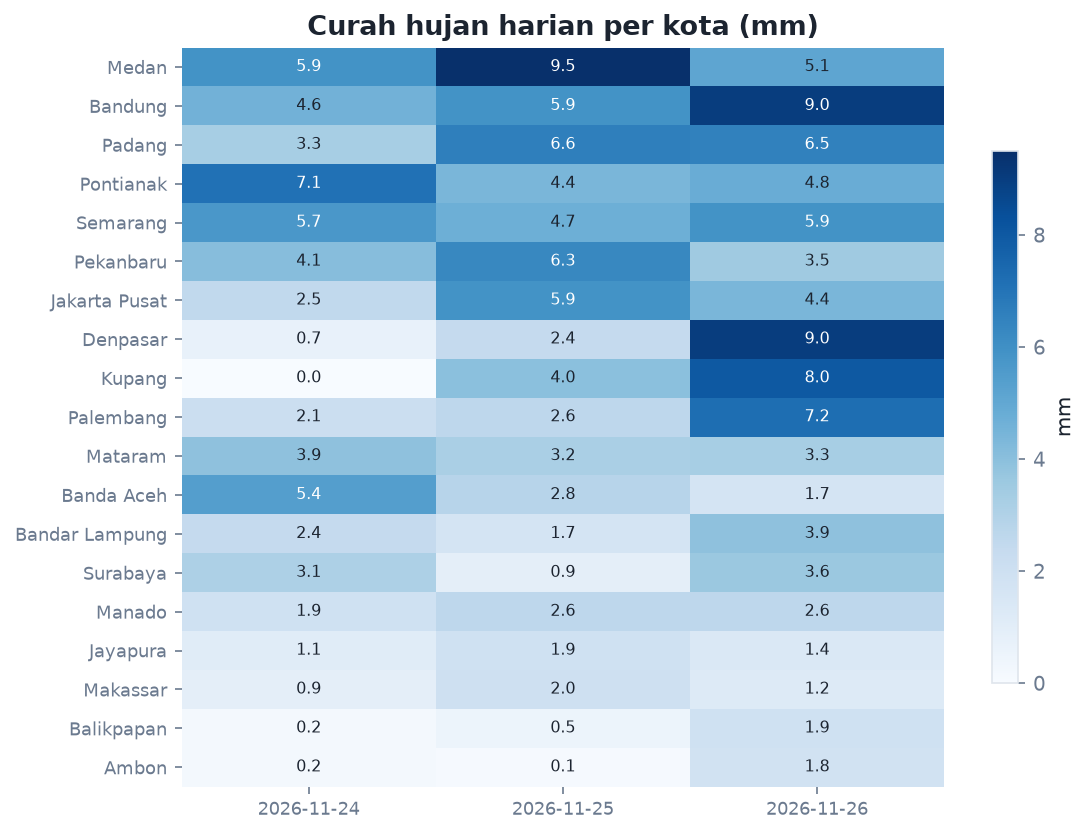 Curah hujan harian per kota (mm)
Medan 5.9 9.5 5.1
Bandung 4.6 5.9 9.0
Padang 3.3 6.6 6.5
Pontianak 7.1 4.4 4.8
Semarang 5.7 4.7 5.9
Pekanbaru 4.1 6.3 3.5
Jakarta Pusat 2.5 5.9 4.4
Denpasar 0.7 2.4 9.0
Kupang 0.0 4.0 8.0
Palembang 2.1 2.6 7.2
Mataram 3.9 3.2 3.3
Banda Aceh 5.4 2.8 1.7
Bandar Lampung 2.4 1.7 3.9
Surabaya 3.1 0.9 3.6
Manado 1.9 2.6 2.6
Jayapura 1.1 1.9 1.4
Makassar 0.9 2.0 1.2
Balikpapan 0.2 0.5 1.9
Ambon 0.2 0.1 1.8
2026-11-24 2026-11-25 2026-11-26
8
6
4
2
0
mm